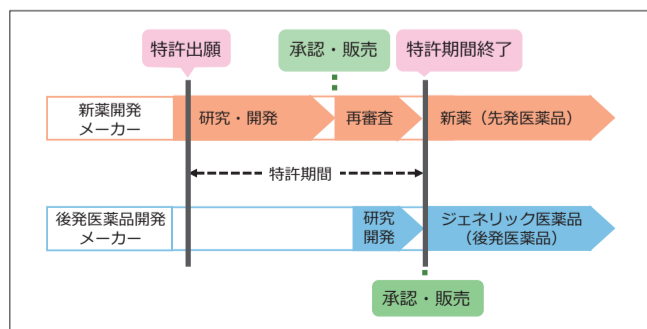 特許出願
承認・販売
特許期間終了
新薬開発
メーカー
研究・開発
再審査
新薬（先発医薬品）
特許期間
後発医薬品開発
メーカー
研究
開発
ジェネリック医薬品
（後発医薬品）
承認・販売